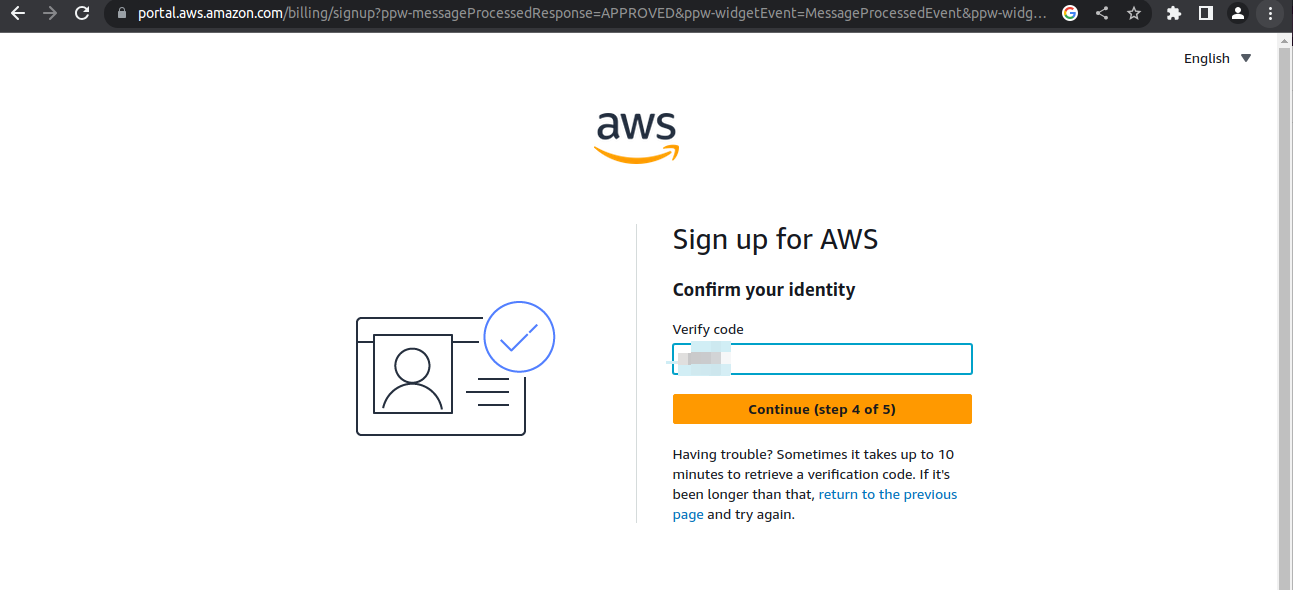 portal.aws.amazon.com/billing/signup?ppw-messageProcessedResponse=APPROVED&ppw-widgetEvent=MessageProcessedEvent&ppw-widg...
English
aws
Sign up for AWS
Confirm your identity
Verify code
Continue (step 4 of 5)
Having trouble? Sometimes it takes up to 10
minutes to retrieve a verification code. If it's
been longer than that, return to the previous
page and try again.